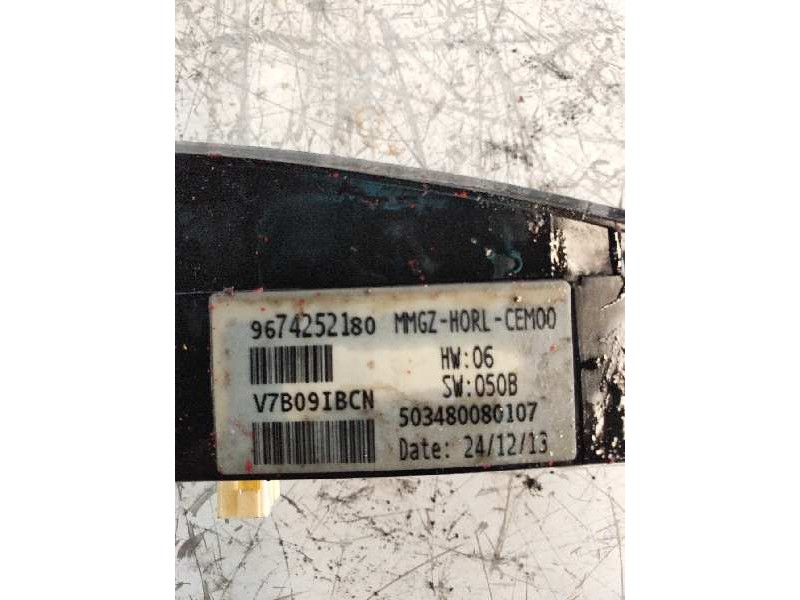 9674252180 MMGZ-HORL-CEM00
HW:06
SW:050B
V7B09IBCN
503480080107
Date: 24/12/13